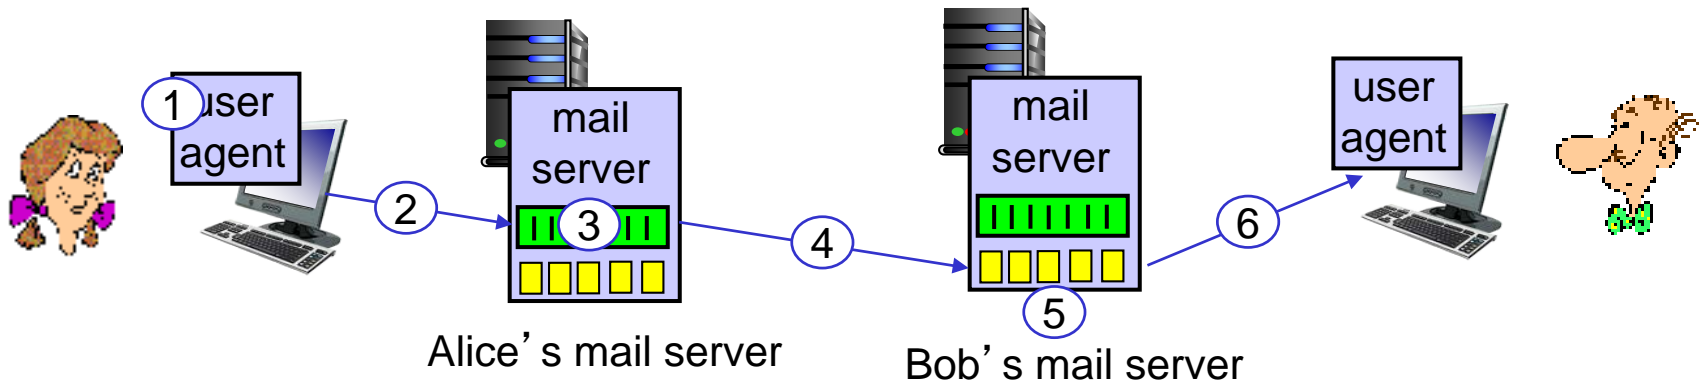 1
user
agent
2
mail
server
3
Alice's mail server
4
mail
server
5
Bob's mail server
6
user
agent